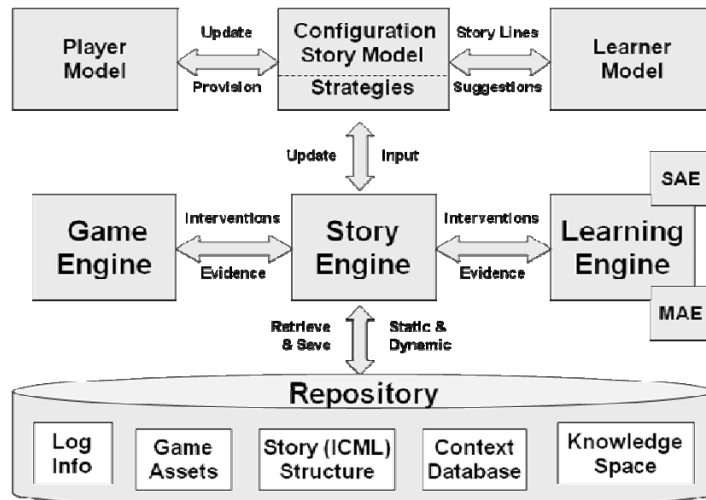 Player
Model
Update
Provision
Configuration
Story Model
Strategies
Story Lines
Suggestions
Learner
Model
Update
Input
SAE
Game
Engine
Interventions
Evidence
Story
Engine
Interventions
Evidence
Learning
Engine
MAE
Retrieve
& Save
Static &
Dynamic
Repository
Log
Info
Game
Assets
Story (ICML)
Structure
Context
Database
Knowledge
Space